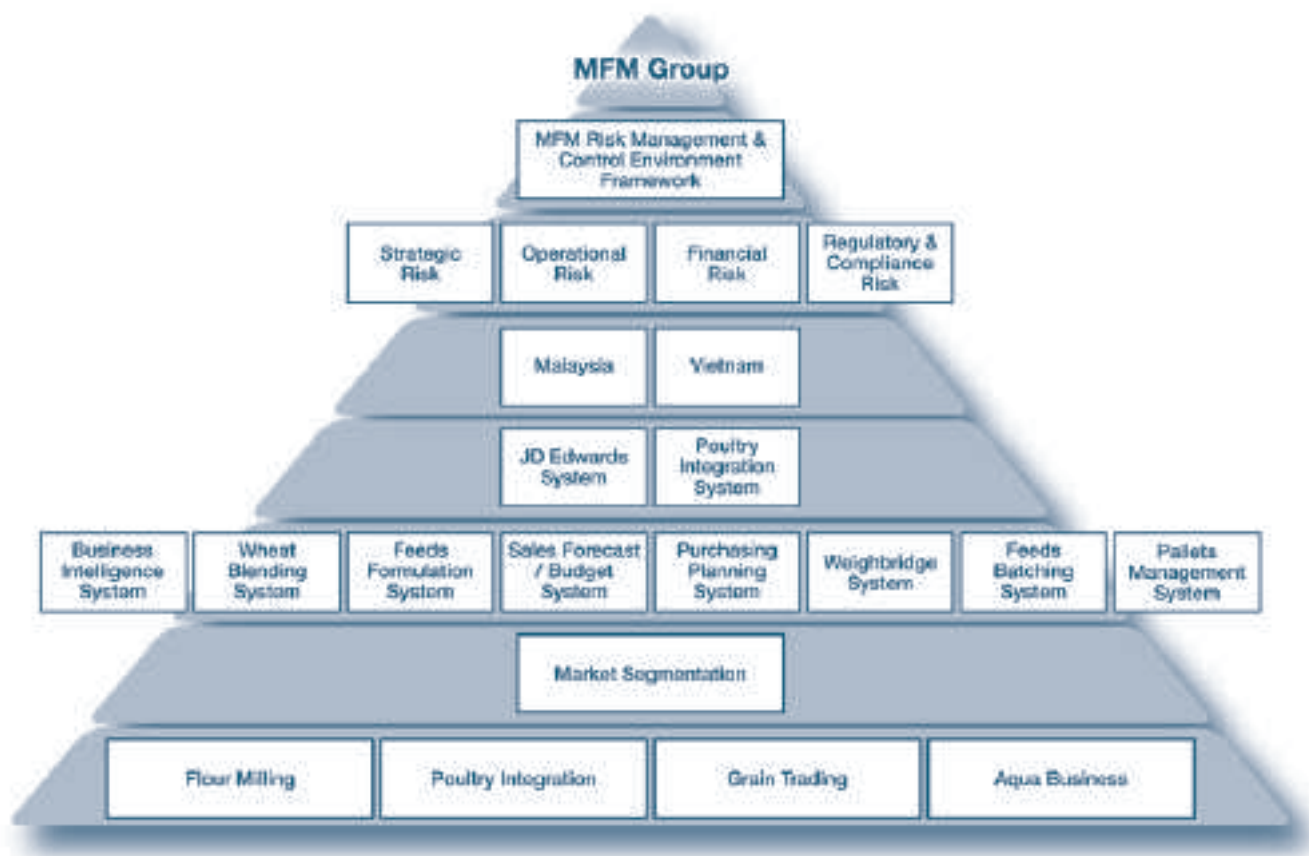 MFM Group
MFM Risk Management &
Control Environment
Framework
Strategic
Risk
Operational
Risk
Financial
Risk
Regulatory &
Compliance
Risk
Malaysia
Vietnam
JD Edwards
System
Poultry
Integration
System
Business
Intelligence
System
Wheat
Blending
System
Feeds
Formulation
System
Sales Forecast
/ Budget
System
Purchasing
Planning
System
Weighbridge
System
Feeds
Batching
System
Pallets
Management
System
Market Segmentation
Flour Milling
Poultry Integration
Grain Trading
Aqua Business